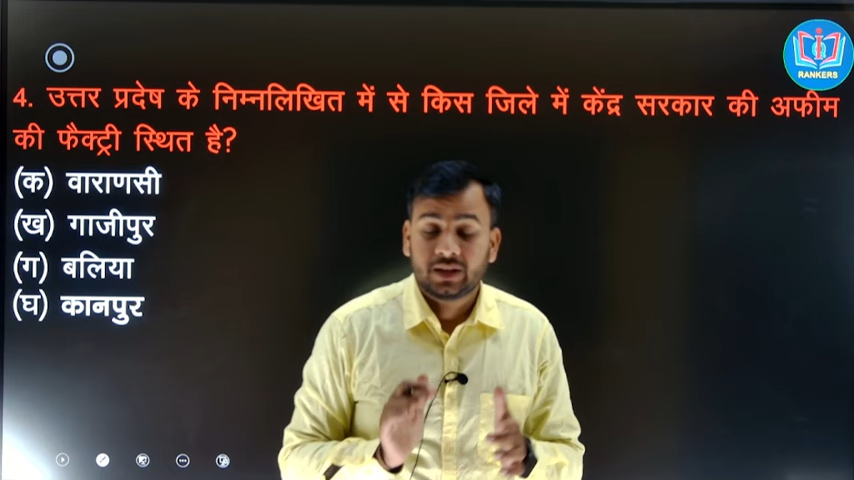 RANKERS
4. उत्तर प्रदेष के निम्नलिखित में से किस जिले में केंद्र सरकार की अफीम
की फैक्ट्री स्थित है?
(क) वाराणसी
(ख) गाजीपुर
(ग) बलिया
(घ) कानपुर